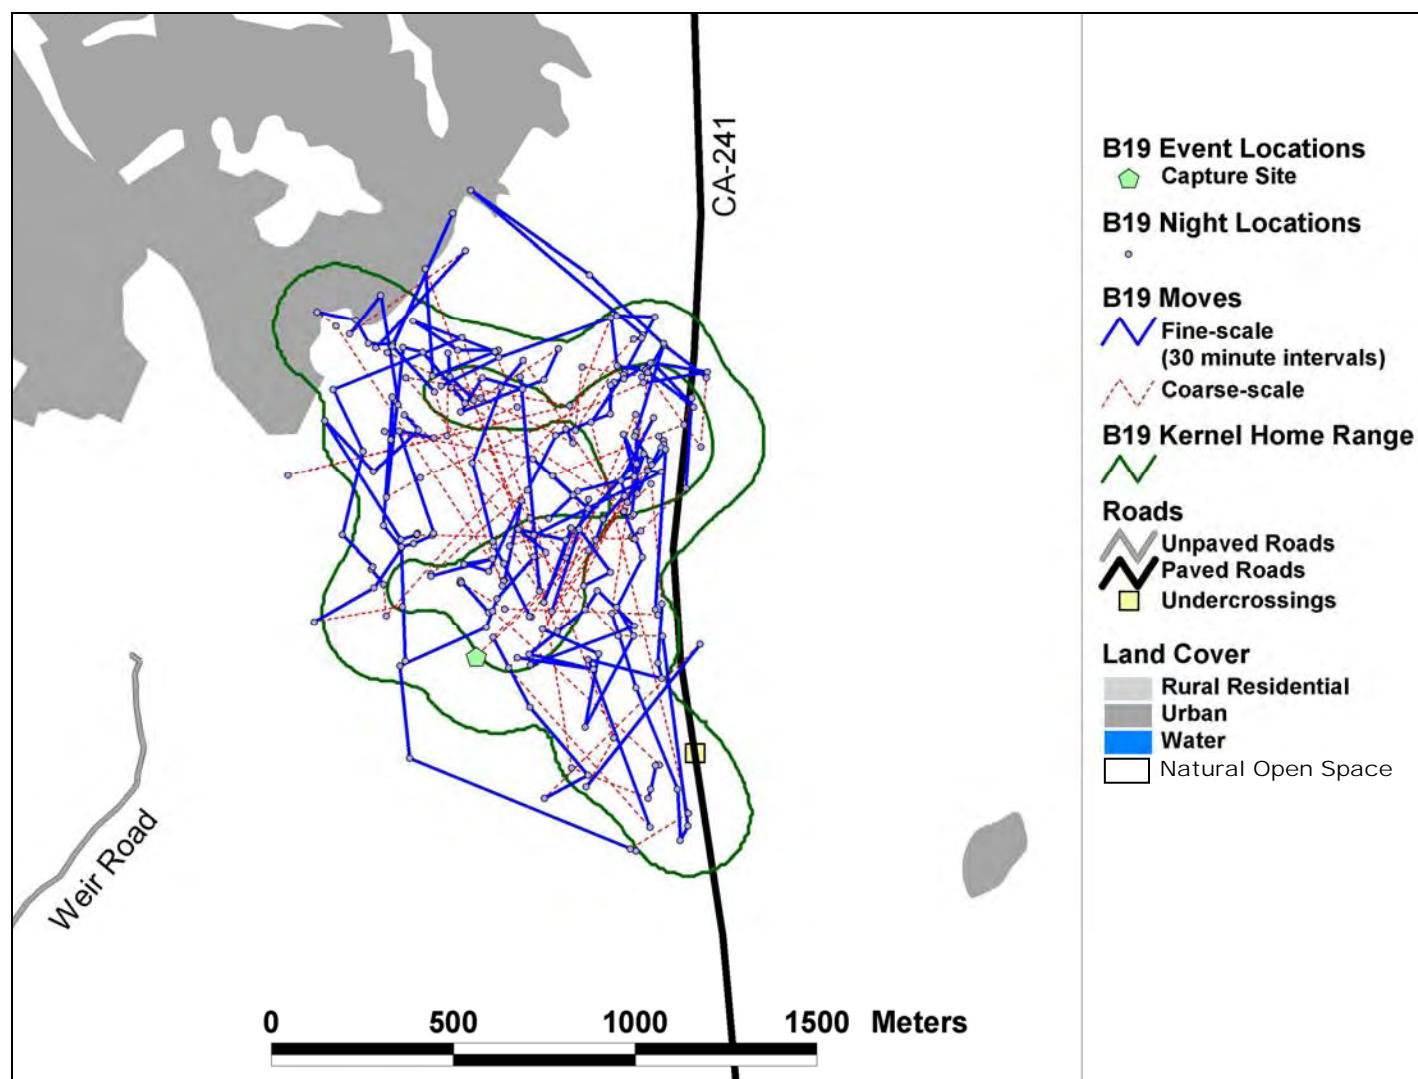 CA-241
Weir Road
0 500 1000 1500 Meters
B19 Event Locations
Capture Site
B19 Night Locations
B19 Moves
Fine-scale
(30 minute intervals)
Coarse-scale
B19 Kernel Home Range
Roads
Unpaved Roads
Paved Roads
Undercrossings
Land Cover
Rural Residential
Urban
Water
Natural Open Space